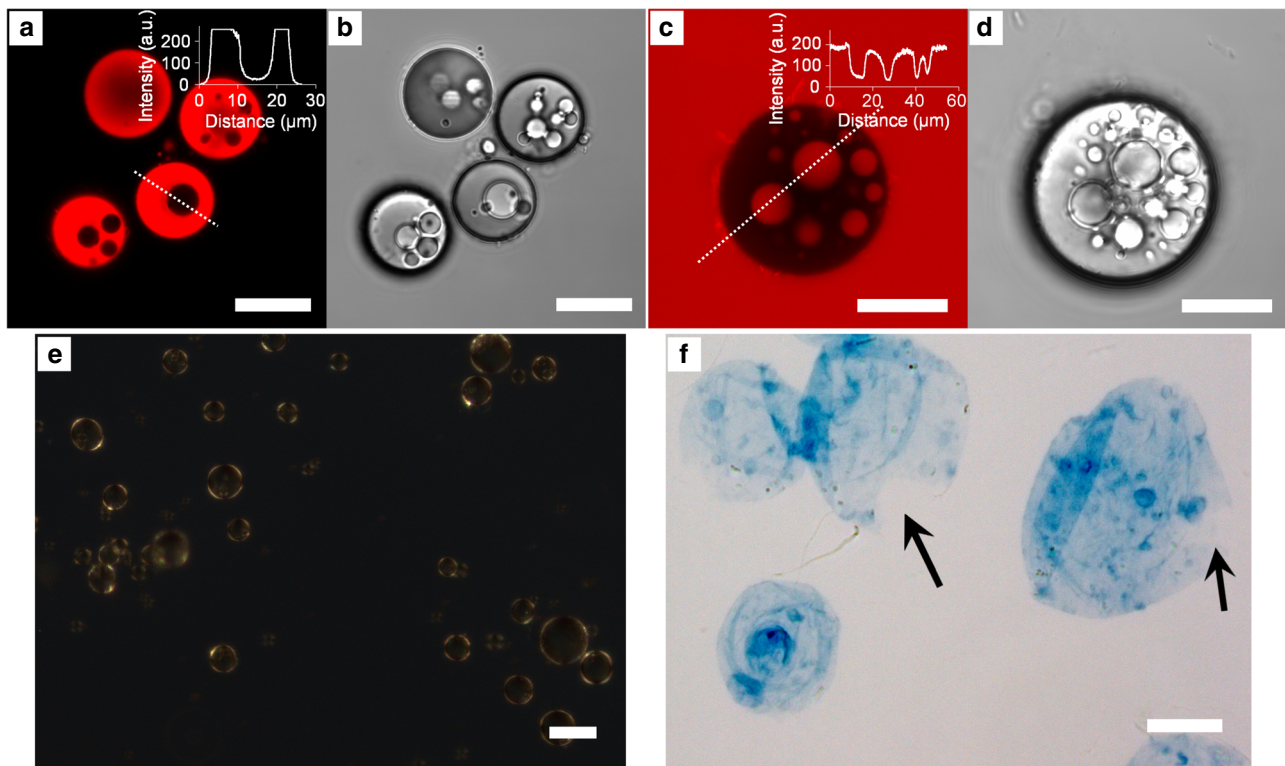 a
Intensity (a.u.)
200
100
0
0 10 20 30
Distance (μm)
b
c
Intensity (a.u.)
200
100
0
0 20 40 60
Distance (μm)
d
e
f